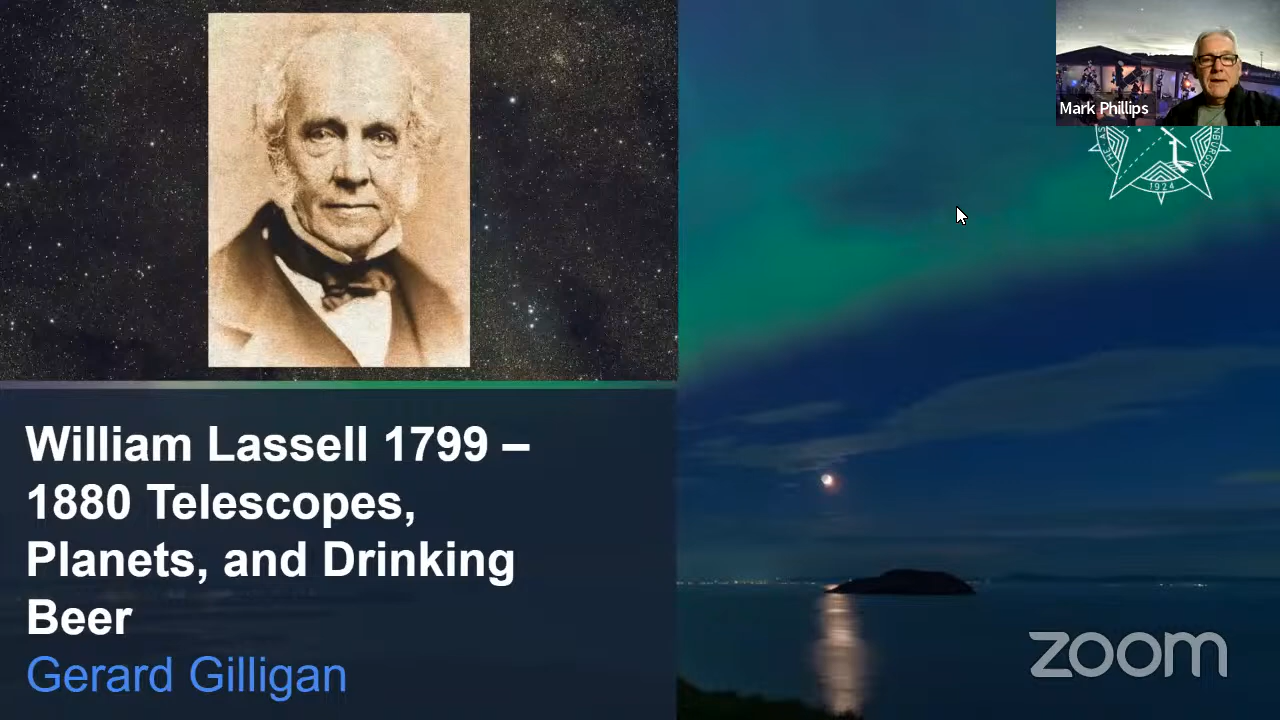 Mark Phillips
1924
William Lassell 1799 –
1880 Telescopes,
Planets, and Drinking
Beer
Gerard Gilligan
zoom